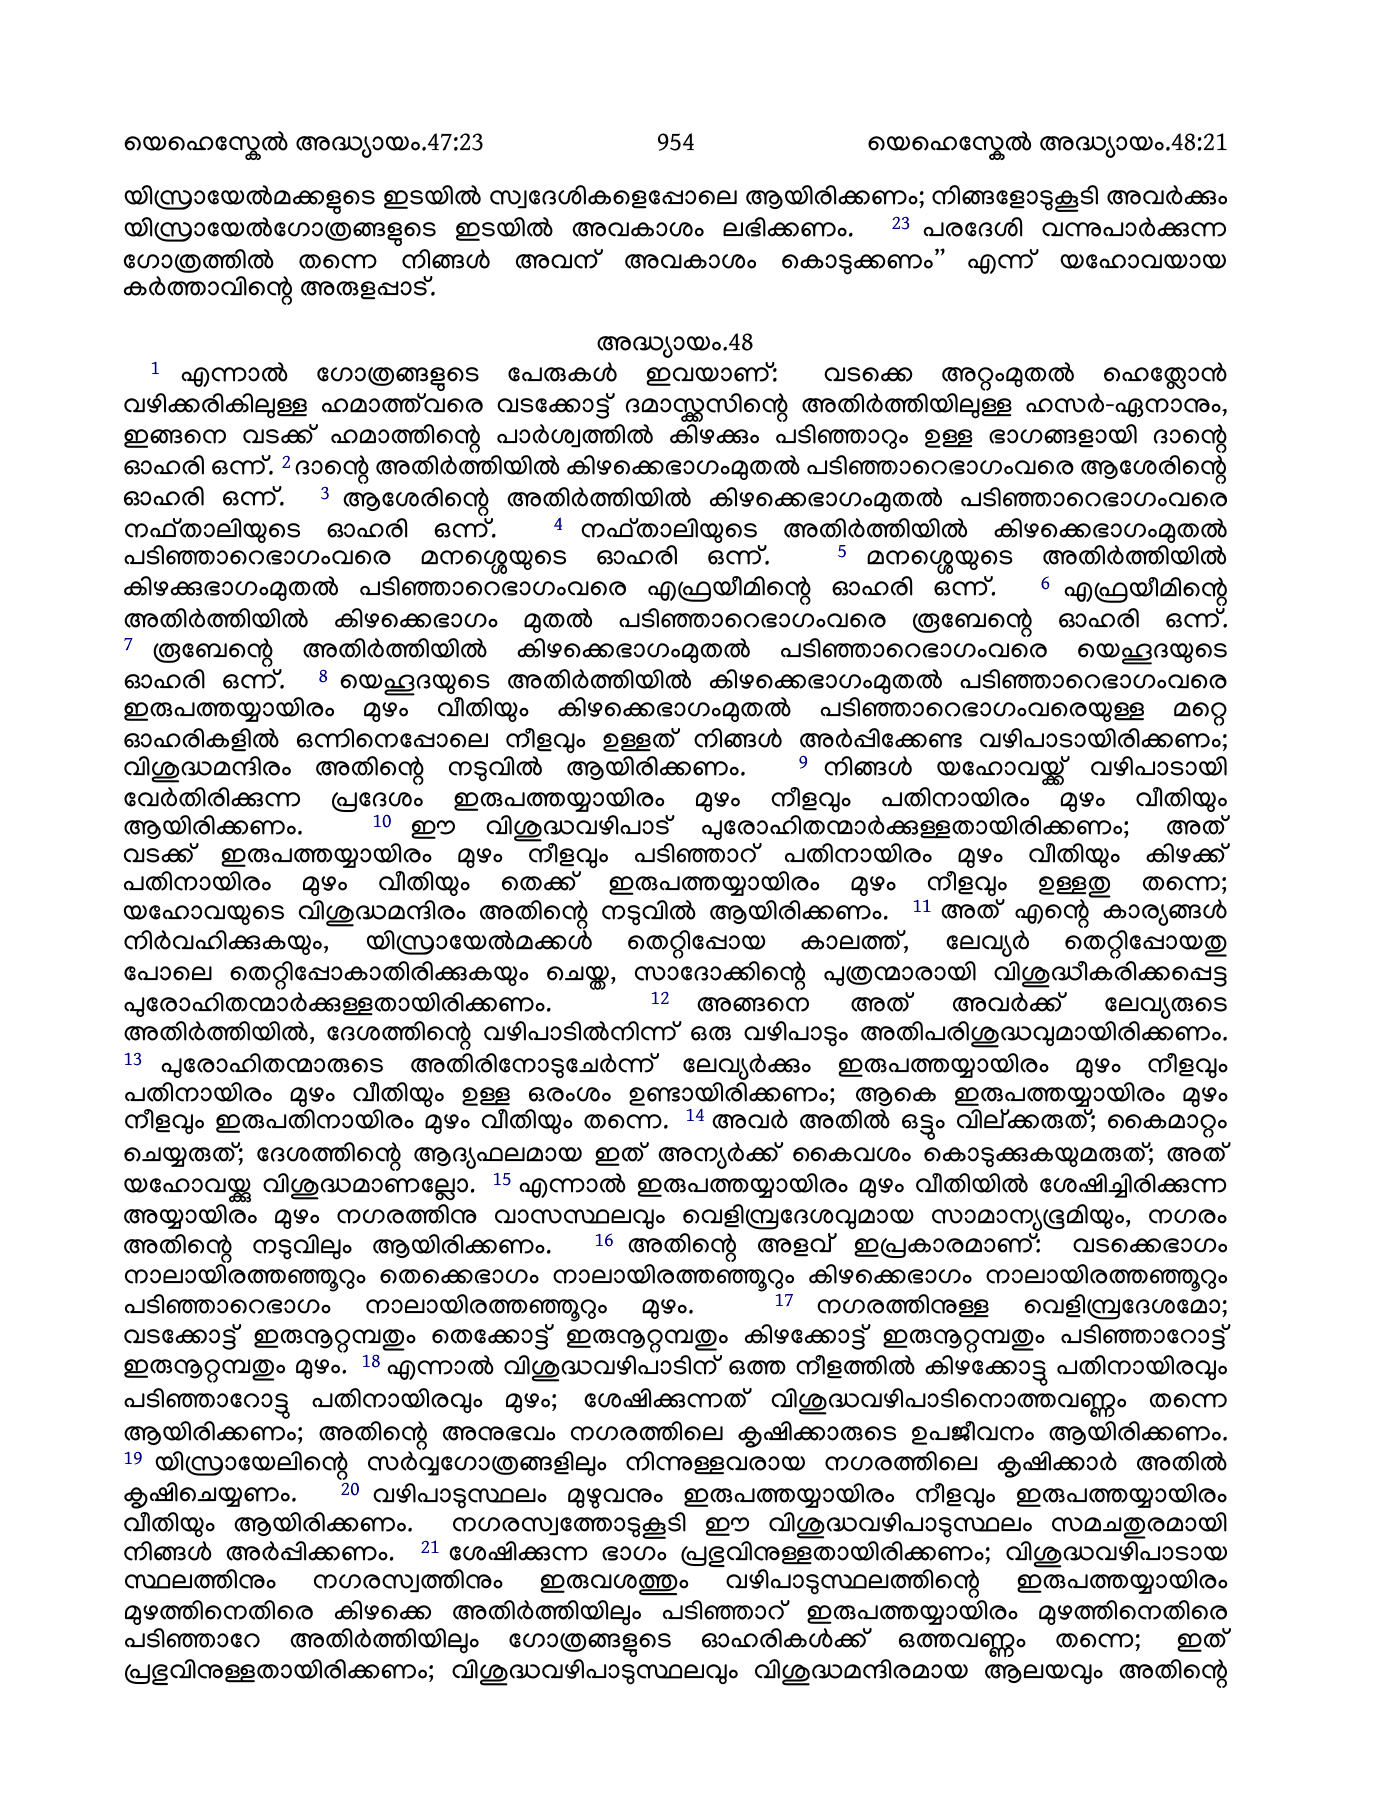 യെഹെസ്കേൽ അദ്ധ്യായം.47:23 954 യെഹെസ്കേൽ അദ്ധ്യായം.48:21
യിസ്രായേൽമക്കളുടെ ഇടയിൽ സ്വദേശികളെപ്പോലെ ആയിരിക്കണം; നിങ്ങളോടുകൂടി അവർക്കും
യിസ്രായേൽഗോത്രങ്ങളുടെ ഇടയിൽ അവകാശം ലഭിക്കണം. 23 പരദേശി വന്നുപാർക്കുന്ന
ഗോത്രത്തിൽ തന്നെ നിങ്ങൾ അവന് അവകാശം കൊടുക്കണം” എന്ന് യഹോവയായ
കർത്താവിന്റെ അരുളപ്പാട്.
അദ്ധ്യായം.48
1 എന്നാൽ ഗോത്രങ്ങളുടെ പേരുകൾ ഇവയാണ്: വടക്കെ അറ്റംമുതൽ ഹെത്ലോൻ
വഴിക്കരികിലുള്ള ഹമാത്ത്‌വരെ വടക്കോട്ട് ദമാസ്ക്കസിന്റെ അതിർത്തിയിലുള്ള ഹസർ-ഏനാനും,
ഇങ്ങനെ വടക്ക് ഹമാത്തിന്റെ പാർശ്വത്തിൽ കിഴക്കും പടിഞ്ഞാറും ഉള്ള ഭാഗങ്ങളായി ദാന്റെ
ഓഹരി ഒന്ന്. 2 ദാന്റെ അതിർത്തിയിൽ കിഴക്കെഭാഗംമുതൽ പടിഞ്ഞാറെഭാഗംവരെ ആശേരിന്റെ
ഓഹരി ഒന്ന്. 3 ആശേരിന്റെ അതിർത്തിയിൽ കിഴക്കെഭാഗംമുതൽ പടിഞ്ഞാറെഭാഗംവരെ
നഫ്താലിയുടെ ഓഹരി ഒന്ന്. 4 നഫ്താലിയുടെ അതിർത്തിയിൽ കിഴക്കെഭാഗംമുതൽ
പടിഞ്ഞാറെഭാഗംവരെ മനശ്ശെയുടെ ഓഹരി ഒന്ന്. 5 മനശ്ശെയുടെ അതിർത്തിയിൽ
കിഴക്കുഭാഗംമുതൽ പടിഞ്ഞാറെഭാഗംവരെ എഫ്രയീമിന്റെ ഓഹരി ഒന്ന്. 6 എഫ്രയീമിന്റെ
അതിർത്തിയിൽ കിഴക്കെഭാഗം മുതൽ പടിഞ്ഞാറെഭാഗംവരെ രൂബേന്റെ ഓഹരി ഒന്ന്.
7 രൂബേന്റെ അതിർത്തിയിൽ കിഴക്കെഭാഗംമുതൽ പടിഞ്ഞാറെഭാഗംവരെ യെഹൂദയുടെ
ഓഹരി ഒന്ന്. 8 യെഹൂദയുടെ അതിർത്തിയിൽ കിഴക്കെഭാഗംമുതൽ പടിഞ്ഞാറെഭാഗംവരെ
ഇരുപത്തയ്യായിരം മുഴം വീതിയും കിഴക്കെഭാഗംമുതൽ പടിഞ്ഞാറെഭാഗംവരെയുള്ള മറ്റെ
ഓഹരികളിൽ ഒന്നിനെപ്പോലെ നീളവും ഉള്ളത് നിങ്ങൾ അർപ്പിക്കേണ്ട വഴിപാടായിരിക്കണം;
വിശുദ്ധമന്ദിരം അതിന്റെ നടുവിൽ ആയിരിക്കണം. 9 നിങ്ങൾ യഹോവയ്ക്ക് വഴിപാടായി
വേർതിരിക്കുന്ന പ്രദേശം ഇരുപത്തയ്യായിരം മുഴം നീളവും പതിനായിരം മുഴം വീതിയും
ആയിരിക്കണം. 10 ഈ വിശുദ്ധവഴിപാട് പുരോഹിതന്മാർക്കുള്ളതായിരിക്കണം; അത്
വടക്ക് ഇരുപത്തയ്യായിരം മുഴം നീളവും പടിഞ്ഞാറ് പതിനായിരം മുഴം വീതിയും കിഴക്ക്
പതിനായിരം മുഴം വീതിയും തെക്ക് ഇരുപത്തയ്യായിരം മുഴം നീളവും ഉള്ളതു തന്നെ;
യഹോവയുടെ വിശുദ്ധമന്ദിരം അതിന്റെ നടുവിൽ ആയിരിക്കണം. 11 അത് എന്റെ കാര്യങ്ങൾ
നിർവഹിക്കുകയും, യിസ്രായേൽമക്കൾ തെറ്റിപ്പോയ കാലത്ത്, ലേവ്യർ തെറ്റിപ്പോയതു
പോലെ തെറ്റിപ്പോകാതിരിക്കുകയും ചെയ്ത, സാദോക്കിന്റെ പുത്രന്മാരായി വിശുദ്ധീകരിക്കപ്പെട്ട
പുരോഹിതന്മാർക്കുള്ളതായിരിക്കണം. 12 അങ്ങനെ അത് അവർക്ക് ലേവ്യരുടെ
അതിർത്തിയിൽ, ദേശത്തിന്റെ വഴിപാടിൽനിന്ന് ഒരു വഴിപാടും അതിപരിശുദ്ധവുമായിരിക്കണം.
13 പുരോഹിതന്മാരുടെ അതിരിനോടുചേർന്ന് ലേവ്യർക്കും ഇരുപത്തയ്യായിരം മുഴം നീളവും
പതിനായിരം മുഴം വീതിയും ഉള്ള ഒരംശം ഉണ്ടായിരിക്കണം; ആകെ ഇരുപത്തയ്യായിരം മുഴം
നീളവും ഇരുപതിനായിരം മുഴം വീതിയും തന്നെ. 14 അവർ അതിൽ ഒട്ടും വില്ക്കരുത്; കൈമാറ്റം
ചെയ്യരുത്; ദേശത്തിന്റെ ആദ്യഫലമായ ഇത് അന്യർക്ക് കൈവശം കൊടുക്കുകയുമരുത്; അത്
യഹോവയ്ക്കു വിശുദ്ധമാണല്ലോ. 15 എന്നാൽ ഇരുപത്തയ്യായിരം മുഴം വീതിയിൽ ശേഷിച്ചിരിക്കുന്ന
അയ്യായിരം മുഴം നഗരത്തിനു വാസസ്ഥലവും വെളിമ്പ്രദേശവുമായ സാമാന്യഭൂമിയും, നഗരം
അതിന്റെ നടുവിലും ആയിരിക്കണം. 16 അതിന്റെ അളവ് ഇപ്രകാരമാണ്: വടക്കെഭാഗം
നാലായിരത്തഞ്ഞൂറും തെക്കെഭാഗം നാലായിരത്തഞ്ഞൂറും കിഴക്കെഭാഗം നാലായിരത്തഞ്ഞൂറും
പടിഞ്ഞാറെഭാഗം നാലായിരത്തഞ്ഞൂറും മുഴം. 17 നഗരത്തിനുള്ള വെളിമ്പ്രദേശമോ;
വടക്കോട്ട് ഇരുനൂറ്റമ്പതും തെക്കോട്ട് ഇരുനൂറ്റമ്പതും കിഴക്കോട്ട് ഇരുനൂറ്റമ്പതും പടിഞ്ഞാറോട്ട്
ഇരുനൂറ്റമ്പതും മുഴം. 18 എന്നാൽ വിശുദ്ധവഴിപാടിന് ഒത്ത നീളത്തിൽ കിഴക്കോട്ടു പതിനായിരവും
പടിഞ്ഞാറോട്ടു പതിനായിരവും മുഴം; ശേഷിക്കുന്നത് വിശുദ്ധവഴിപാടിനൊത്തവണ്ണം തന്നെ
ആയിരിക്കണം; അതിന്റെ അനുഭവം നഗരത്തിലെ കൃഷിക്കാരുടെ ഉപജീവനം ആയിരിക്കണം.
19 യിസ്രായേലിന്റെ സർവ്വഗോത്രങ്ങളിലും നിന്നുള്ളവരായ നഗരത്തിലെ കൃഷിക്കാർ അതിൽ
കൃഷിചെയ്യണം. 20 വഴിപാടുസ്ഥലം മുഴുവനും ഇരുപത്തയ്യായിരം നീളവും ഇരുപത്തയ്യായിരം
വീതിയും ആയിരിക്കണം. നഗരസ്വത്തോടുകൂടി ഈ വിശുദ്ധവഴിപാടുസ്ഥലം സമചതുരമായി
നിങ്ങൾ അർപ്പിക്കണം. 21 ശേഷിക്കുന്ന ഭാഗം പ്രഭുവിനുള്ളതായിരിക്കണം; വിശുദ്ധവഴിപാടായ
സ്ഥലത്തിനും നഗരസ്വത്തിനും ഇരുവശത്തും വഴിപാടുസ്ഥലത്തിന്റെ ഇരുപത്തയ്യായിരം
മുഴത്തിനെതിരെ കിഴക്കെ അതിർത്തിയിലും പടിഞ്ഞാറ് ഇരുപത്തയ്യായിരം മുഴത്തിനെതിരെ
പടിഞ്ഞാറേ അതിർത്തിയിലും ഗോത്രങ്ങളുടെ ഓഹരികൾക്ക് ഒത്തവണ്ണം തന്നെ; ഇത്
പ്രഭുവിനുള്ളതായിരിക്കണം; വിശുദ്ധവഴിപാടുസ്ഥലവും വിശുദ്ധമന്ദിരമായ ആലയവും അതിന്റെ